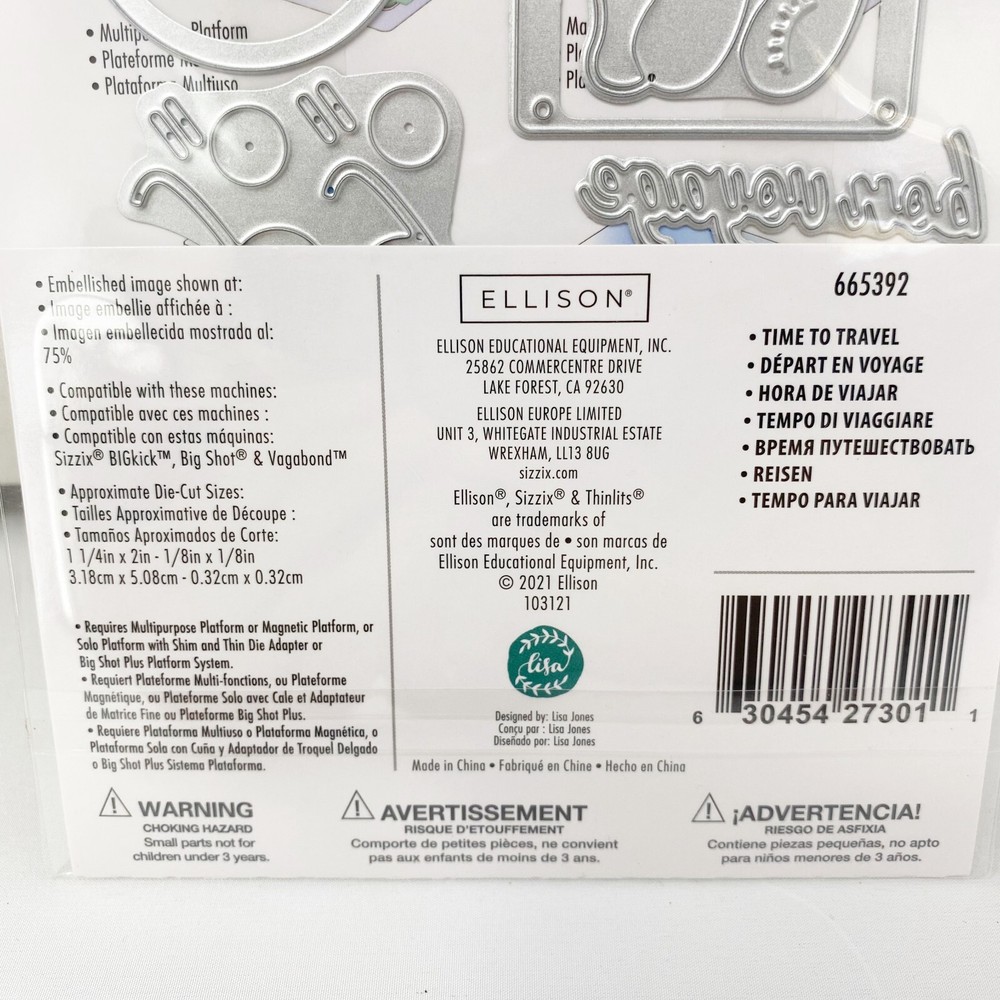 • Platform
• Plateforme
• Multiuso
Ma
• Embellished image shown at:
• Image embellie affichée à :
• Imagen embellecida mostrada al:
75%
• Compatible with these machines:
• Compatible avec ces machines :
• Compatible con estas máquinas:
Sizzix® BIGkick™, Big Shot® & Vagabond™
• Approximate Die-Cut Sizes:
• Tailles Approximative de Découpe :
• Tamaños Aproximados de Corte:
1 1/4in x 2in - 1/8in x 1/8in
3.18cm x 5.08cm - 0.32cm x 0.32cm
• Requires Multipurpose Platform or Magnetic Platform, or
Solo Platform with Shim and Thin Die Adapter or
Big Shot Plus Platform System.
• Requiert Plateforme Multi-fonctions, ou Plateforme
Magnétique, ou Plateforme Solo avec Cale et Adaptateur
de Matrice Fine ou Plateforme Big Shot Plus.
• Requiere Plataforma Multiuso o Plataforma Magnética, o
Plataforma Sola con Cuña y Adaptador de Troquel Delgado
o Big Shot Plus Sistema Plataforma.
ELLISON®
ELLISON EDUCATIONAL EQUIPMENT, INC.
25862 COMMERCENTRE DRIVE
LAKE FOREST, CA 92630
ELLISON EUROPE LIMITED
UNIT 3, WHITEGATE INDUSTRIAL ESTATE
WREXHAM, LL13 8UG
sizzix.com
Ellison®, Sizzix® & Thinlits®
are trademarks of
sont des marques de • son marcas de
Ellison Educational Equipment, Inc.
© 2021 Ellison
103121
lisa
Designed by: Lisa Jones
Conçu par : Lisa Jones
Diseñado por: Lisa Jones
Made in China • Fabriqué en Chine • Hecho en China
665392
• TIME TO TRAVEL
• DÉPART EN VOYAGE
• HORA DE VIAJAR
• TEMPO DI VIAGGIARE
• ВРЕМЯ ПУТЕШЕСТВОВАТЬ
• REISEN
• TEMPO PARA VIAJAR
6 30454 27301 1
WARNING
CHOKING HAZARD
Small parts not for
children under 3 years.
AVERTISSEMENT
RISQUE D'ETOUFFEMENT
Comporte de petites pièces, ne convient
pas aux enfants de moins de 3 ans.
¡ADVERTENCIA!
RIESGO DE ASFIXIA
Contiene piezas pequeñas, no apto
para niños menores de 3 años.
bon voyage